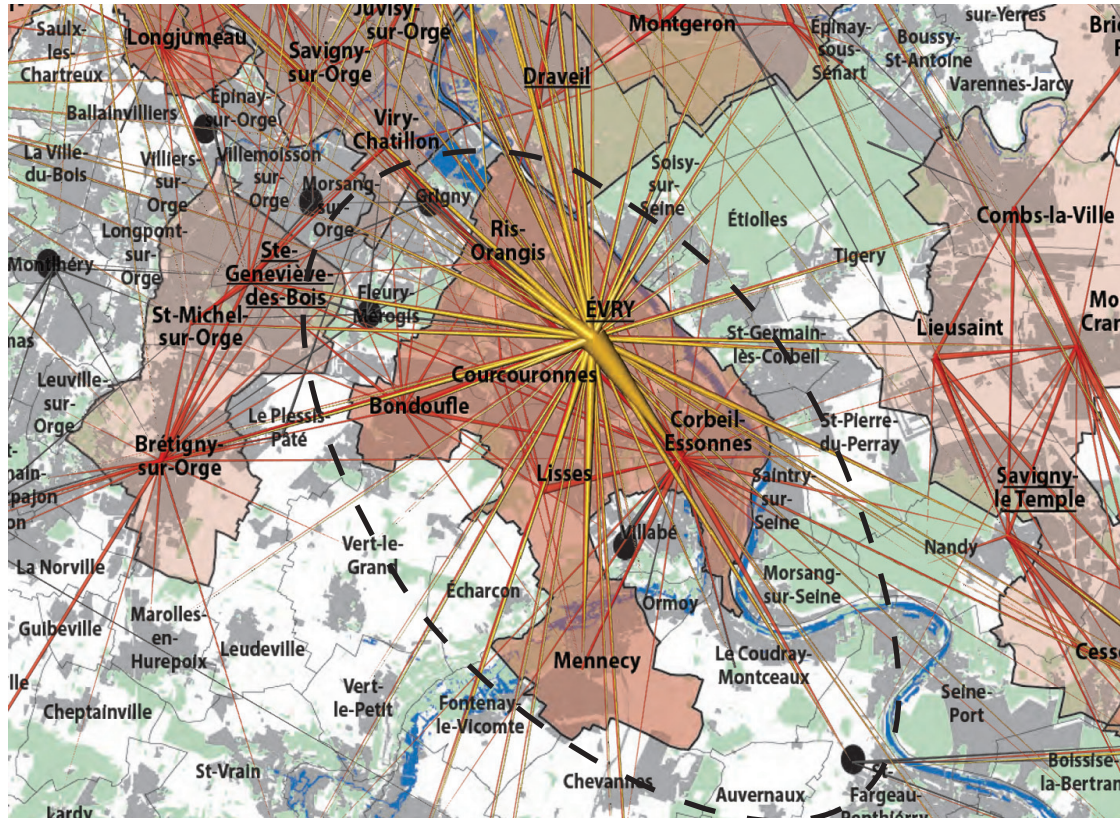 Saulx-
les-
Chartreux
Longjumeau
Savigny-
sur-Orge
Juvisy-
sur-Orge
Draveil
Montgeron
Épinay-
sous-
Sénart
sur-Yerres
Boussy-
St-Antoine
Varennes-Jarcy
Ballainvilliers
Épinay-
sur-Orge
Viry-
Chatillon
La Ville-
du-Bois
Villiers-
sur-
Orge
Villemoisson
sur-
Orge
Morsang-
sur-
Orge
Grigny
Soisy-
sur-
Seine
Étiolles
Combs-la-Ville
Longpont-
sur-
Orge
Ris-
Orangis
Tigery
Montlhéry
Ste-
Geneviève-
des-Bois
Fleury-
Mérogis
ÉVRY
St-Michel-
sur-Orge
St-Germain-
lès-Corbeil
Lieusaint
Leuville-
sur-
Orge
Courcouronnes
Bondoufle
Le Plessis-
Pâté
Corbeil-
Essonnes
St-Pierre-
du-Perray
Brétigny-
sur-Orge
Lisses
Saintry-
sur-
Seine
Savigny-
le Temple
Villabé
Nandy
Vert-le-
Grand
La Norville
Écharcon
Ormoy
Morsang-
sur-Seine
Marolles-
en-
Hurepoix
Guibeville
Leudeville
Mennecy
Le Coudray-
Montceaux
Vert-
le-Petit
Cheptainville
Fontenay-
le-Vicomte
Seine-
Port
St-Vrain
Chevannes
Auvernaux
St-
Fargeau-
Ponthierry
Boissise-
la-Bertran
Lardy